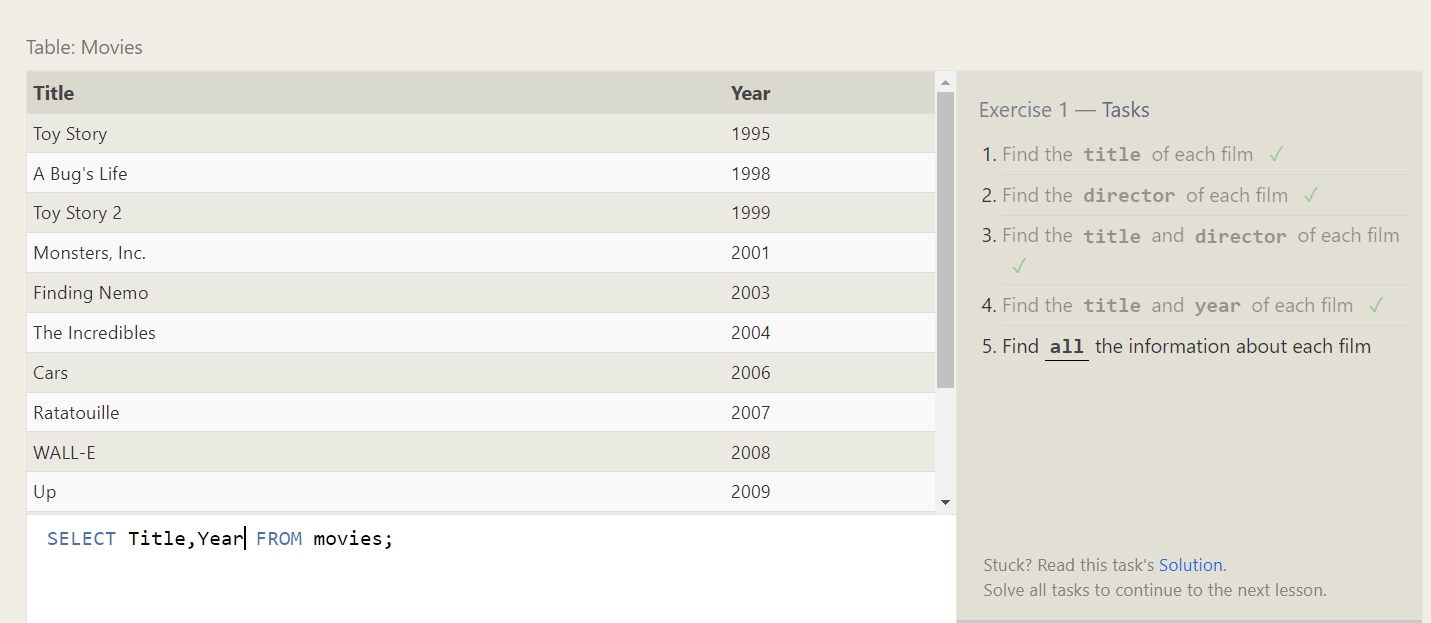 Table: Movies
Title Year
Toy Story 1995
A Bug's Life 1998
Toy Story 2 1999
Monsters, Inc. 2001
Finding Nemo 2003
The Incredibles 2004
Cars 2006
Ratatouille 2007
WALL-E 2008
Up 2009
SELECT Title,Year FROM movies;
Exercise 1 — Tasks
1. Find the title of each film ✓
2. Find the director of each film ✓
3. Find the title and director of each film
✓
4. Find the title and year of each film ✓
5. Find all the information about each film
Stuck? Read this task's Solution.
Solve all tasks to continue to the next lesson.